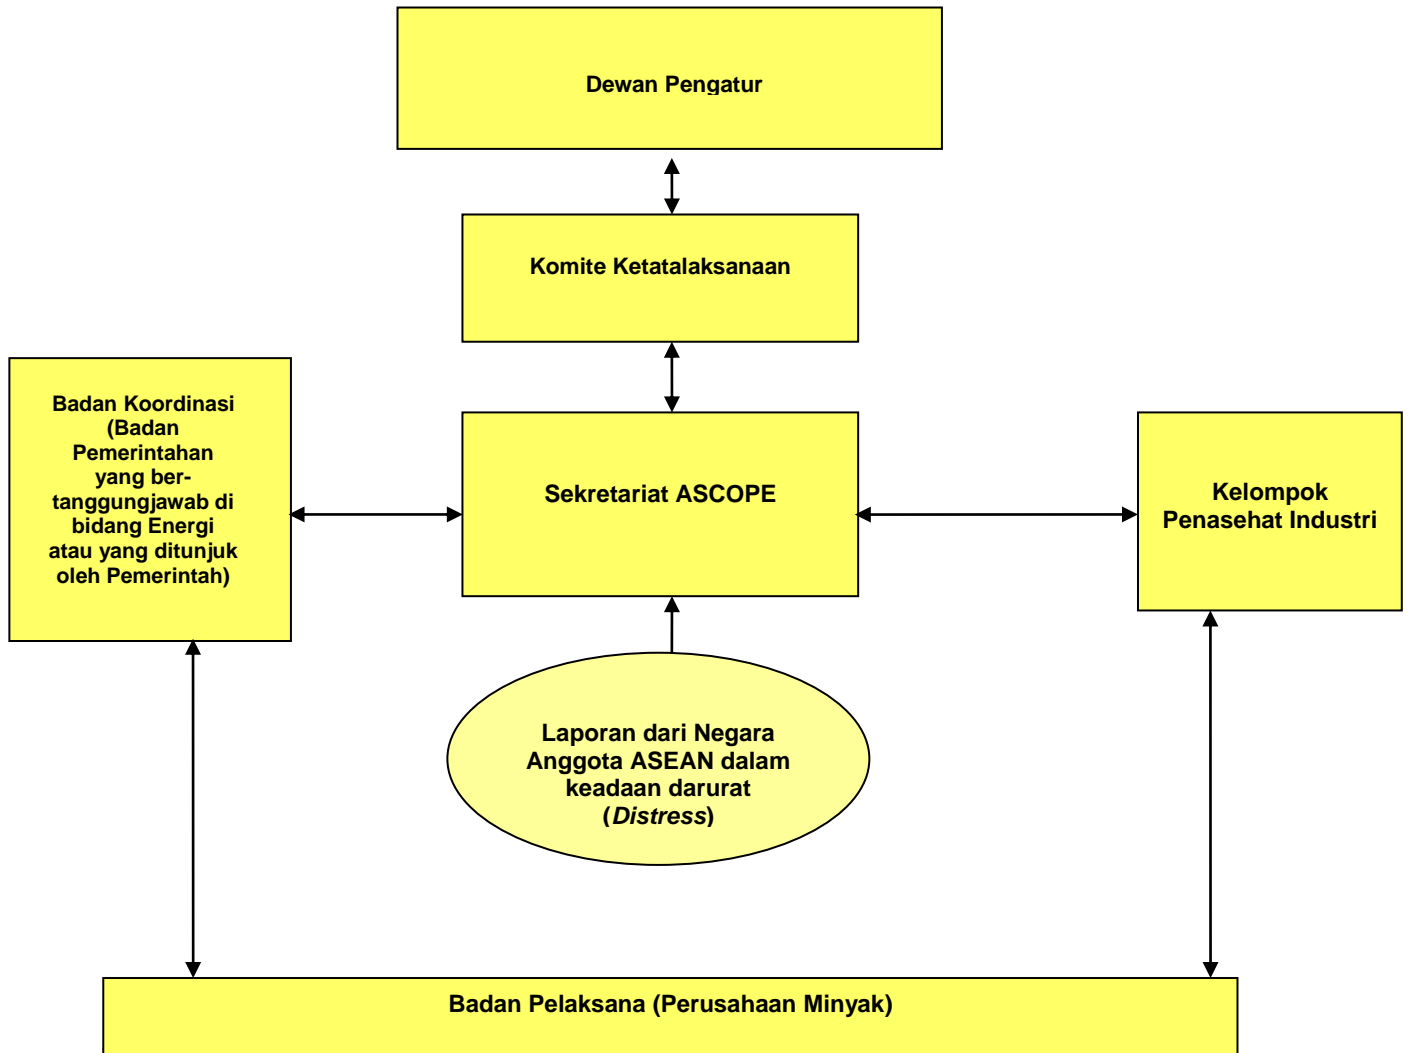 Dewan Pengatur
Komite Ketatalaksanaan
Badan Koordinasi
(Badan
Pemerintahan
yang ber-
tanggungjawab di
bidang Energi
atau yang ditunjuk
oleh Pemerintah)
Sekretariat ASCOPE
Kelompok
Penasehat Industri
Laporan dari Negara
Anggota ASEAN dalam
keadaan darurat
(Distress)
Badan Pelaksana (Perusahaan Minyak)